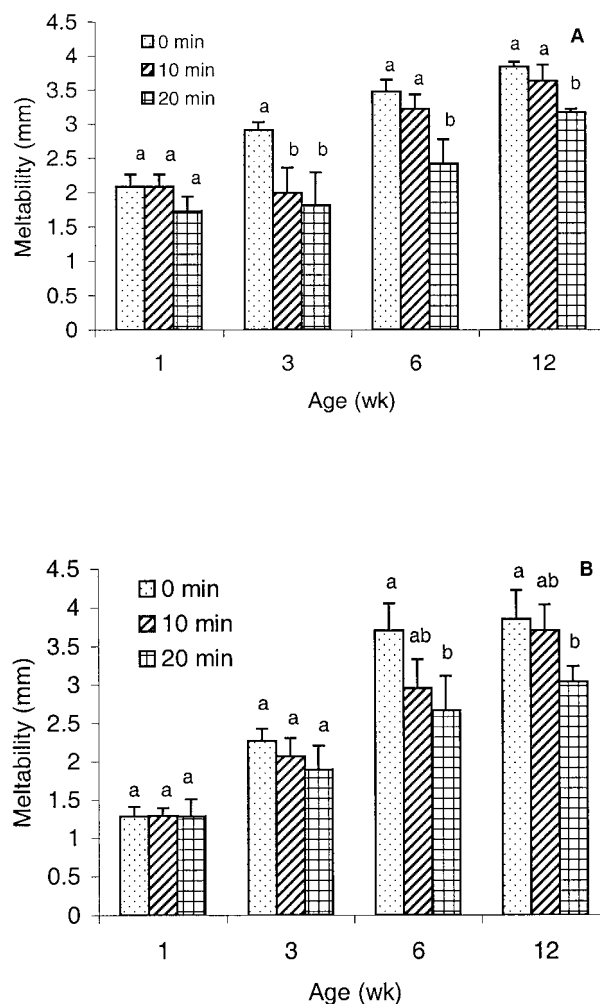 A
4.5
4
3.5
3
2.5
2
1.5
1
0.5
0
Meltability (mm)
0 min
10 min
20 min
a a a
a b b
a a b
a a b
1 3 6 12
Age (wk)
B
4.5
4
3.5
3
2.5
2
1.5
1
0.5
0
Meltability (mm)
0 min
10 min
20 min
a a a
a a a
a ab b
a ab b
1 3 6 12
Age (wk)